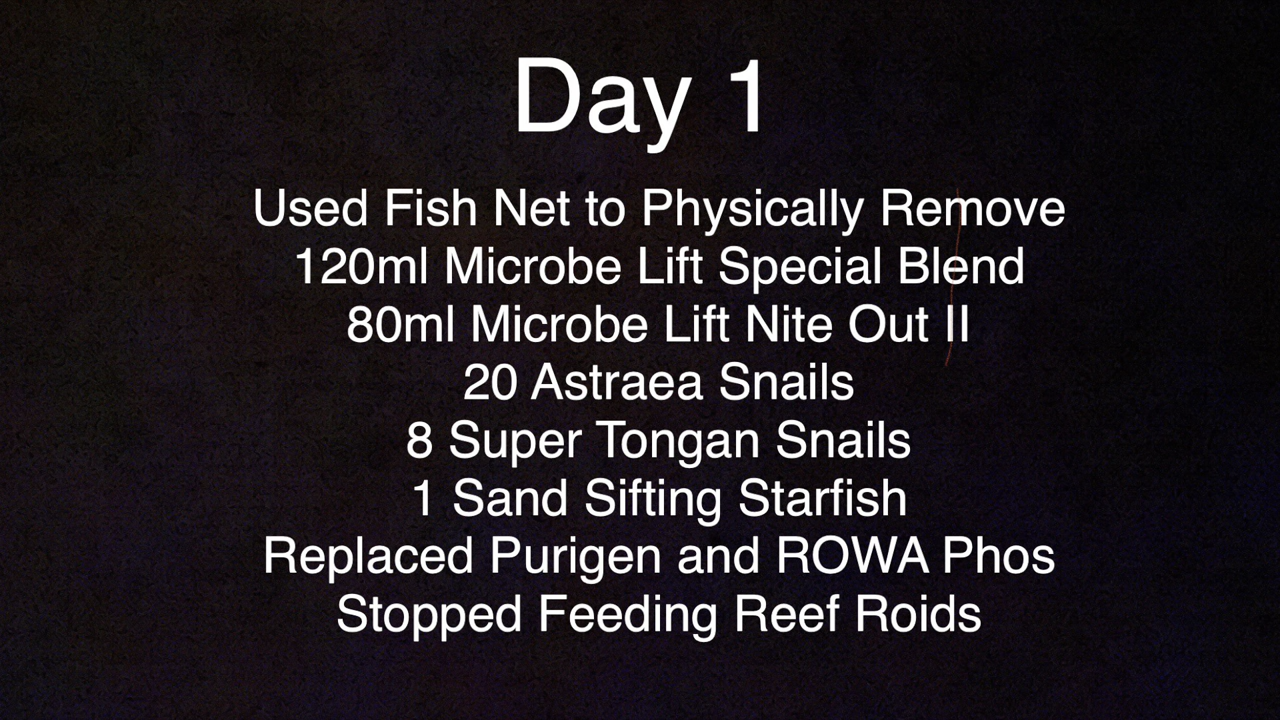 Day 1
Used Fish Net to Physically Remove
120ml Microbe Lift Special Blend
80ml Microbe Lift Nite Out II
20 Astraea Snails
8 Super Tongan Snails
1 Sand Sifting Starfish
Replaced Purigen and ROWA Phos
Stopped Feeding Reef Roids